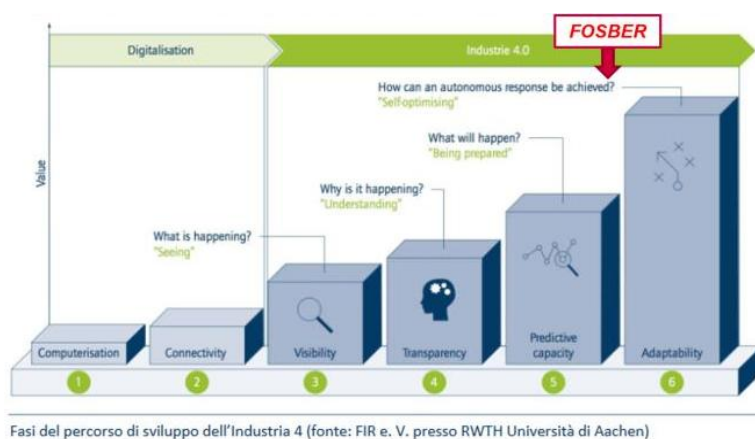 FOSBER
Digitalisation
Industrie 4.0
How can an autonomous response be achieved?
"Self-optimising"
What will happen?
"Being prepared"
Why is it happening?
"Understanding"
What is happening?
"Seeing"
Value
Computerisation
Connectivity
Visibility
Transparency
Predictive
capacity
Adaptability
1
2
3
4
5
6
Fasi del percorso di sviluppo dell'Industria 4 (fonte: FIR e. V. presso RWTH Università di Aachen)